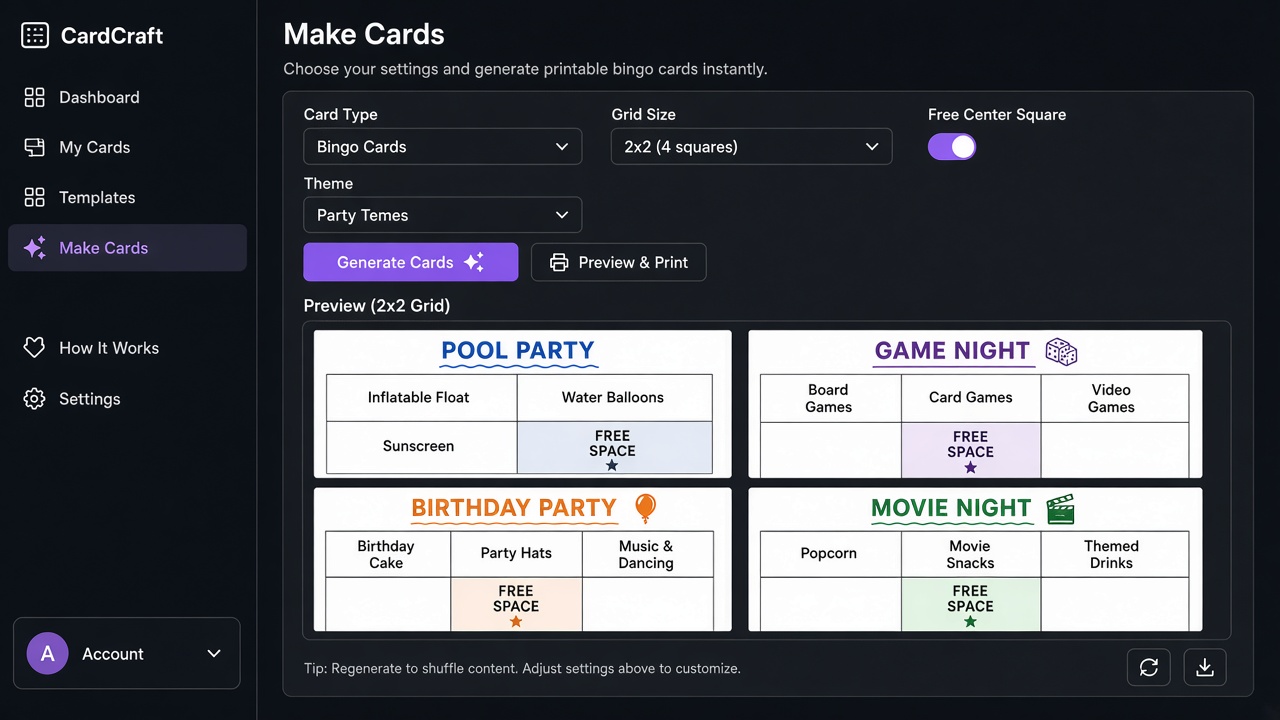 CardCraft
Dashboard
My Cards
Templates
Make Cards
How It Works
Settings
A
Account
Make Cards
Choose your settings and generate printable bingo cards instantly.
Card Type
Bingo Cards
Grid Size
2x2 (4 squares)
Free Center Square
Theme
Party Temes
Generate Cards
Preview & Print
Preview (2x2 Grid)
POOL PARTY
Inflatable Float
Water Balloons
Sunscreen
FREE
SPACE
GAME NIGHT
Board
Games
Card Games
Video
Games
FREE
SPACE
BIRTHDAY PARTY
Birthday
Cake
Party Hats
Music &
Dancing
FREE
SPACE
MOVIE NIGHT
Popcorn
Movie
Snacks
Themed
Drinks
FREE
SPACE
Tip: Regenerate to shuffle content. Adjust settings above to customize.